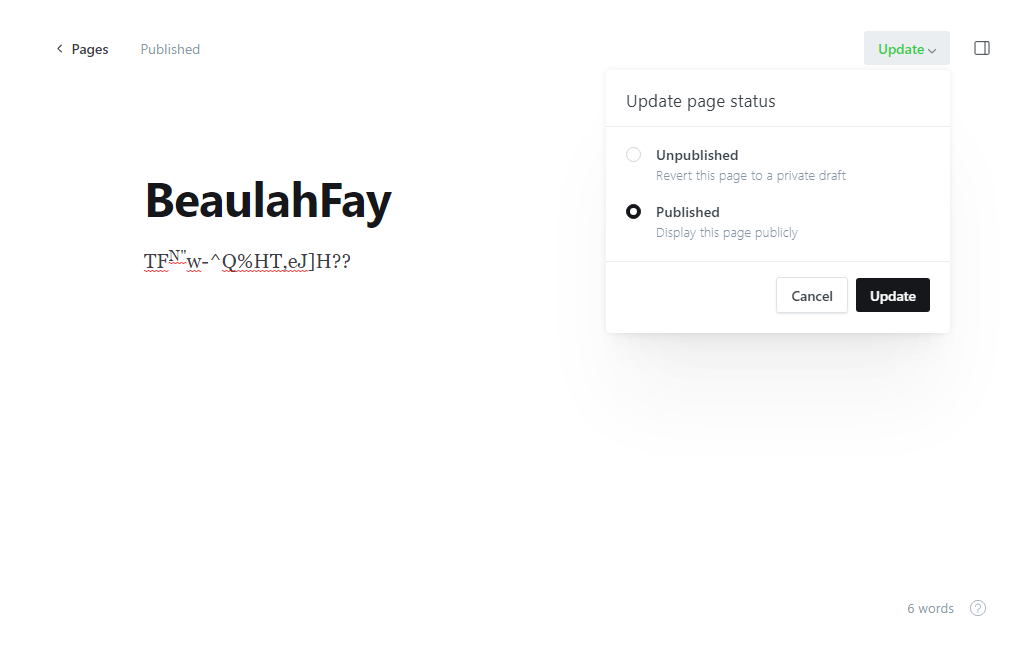 Pages
Published
Update
Update page status
Unpublished
Revert this page to a private draft
Published
Display this page publicly
Cancel
Update
BeaulahFay
TFN"w-^Q%HT,eJ]H??
6 words
?